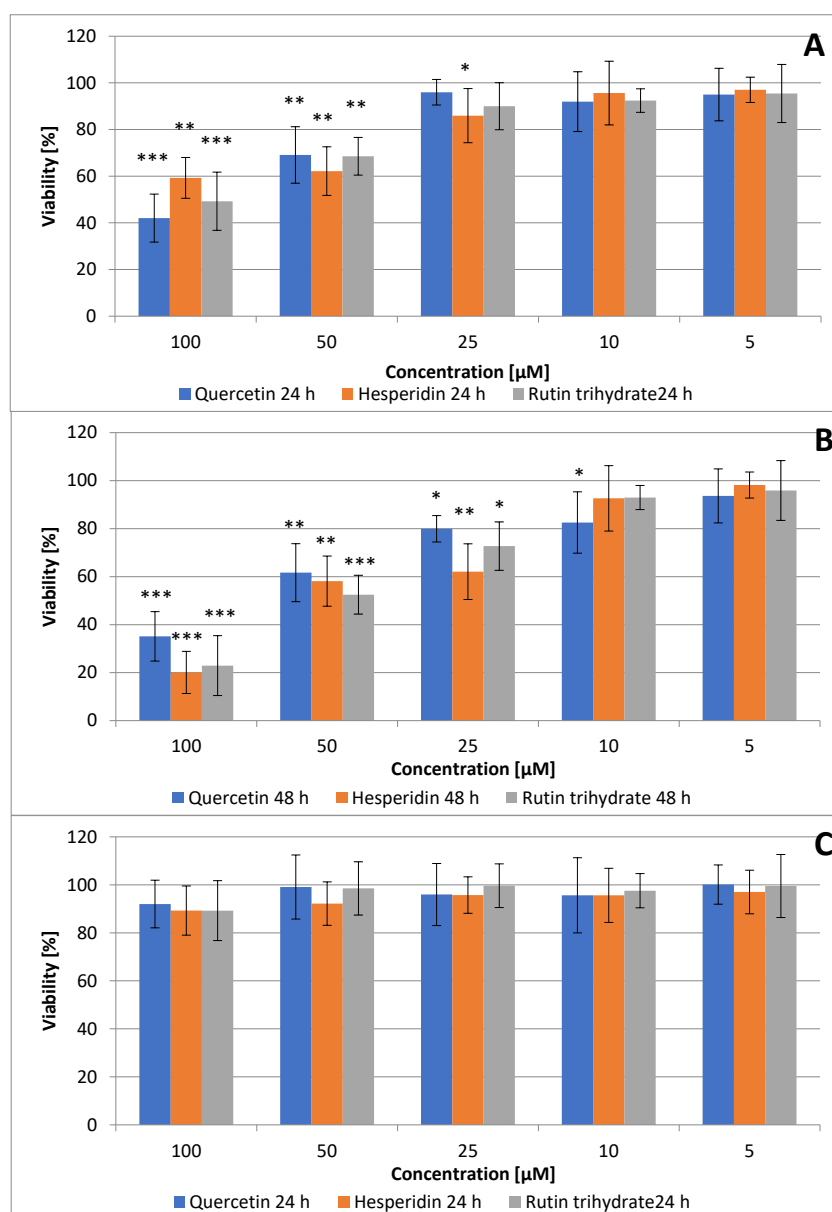 A
120
100
80
60
40
20
0
Viability [%]
*** ** ***
** ** **
*
100 50 25 10 5
Concentration [µM]
Quercetin 24 h Hesperidin 24 h Rutin trihydrate24 h
B
120
100
80
60
40
20
0
Viability [%]
*** *** ***
** ** ***
* ** *
*
100 50 25 10 5
Concentration [µM]
Quercetin 48 h Hesperidin 48 h Rutin trihydrate 48 h
C
120
100
80
60
40
20
0
Viability [%]
100 50 25 10 5
Concentration [µM]
Quercetin 24 h Hesperidin 24 h Rutin trihydrate24 h